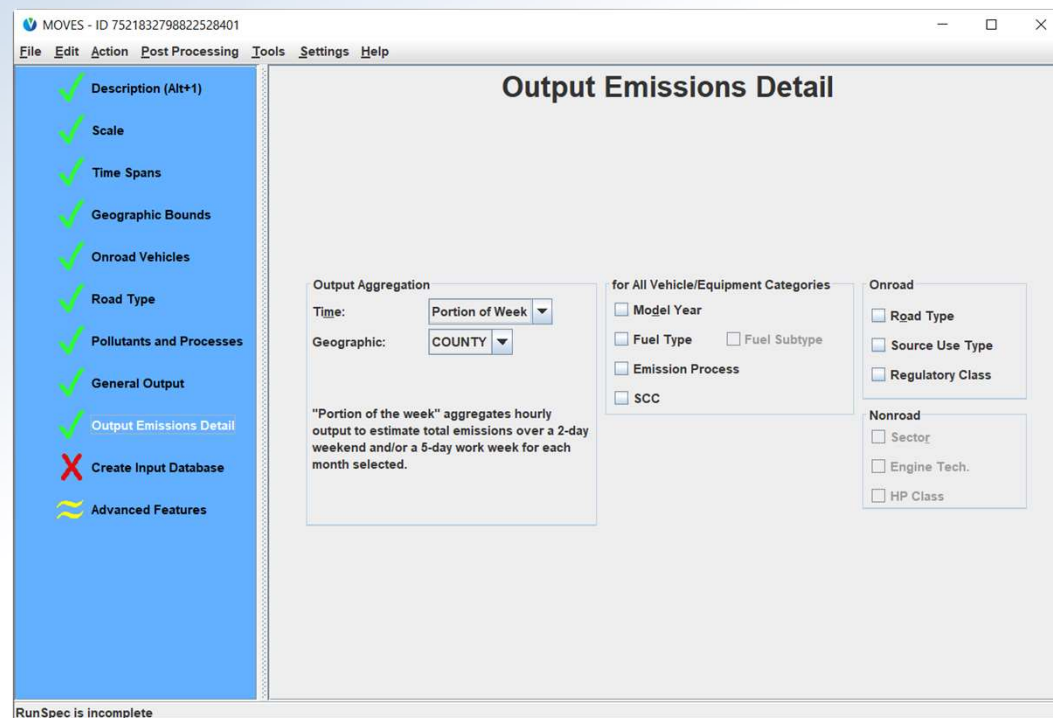 MOVES - ID 7521832798822528401
File Edit Action Post Processing Tools Settings Help
Description (Alt+1)
Scale
Time Spans
Geographic Bounds
Onroad Vehicles
Road Type
Pollutants and Processes
General Output
Output Emissions Detail
Create Input Database
Advanced Features
Output Emissions Detail
Output Aggregation
Time: Portion of Week
Geographic: COUNTY
"Portion of the week" aggregates hourly
output to estimate total emissions over a 2-day
weekend and/or a 5-day work week for each
month selected.
for All Vehicle/Equipment Categories
Model Year
Fuel Type Fuel Subtype
Emission Process
SCC
Onroad
Road Type
Source Use Type
Regulatory Class
Nonroad
Sector
Engine Tech.
HP Class
RunSpec is incomplete